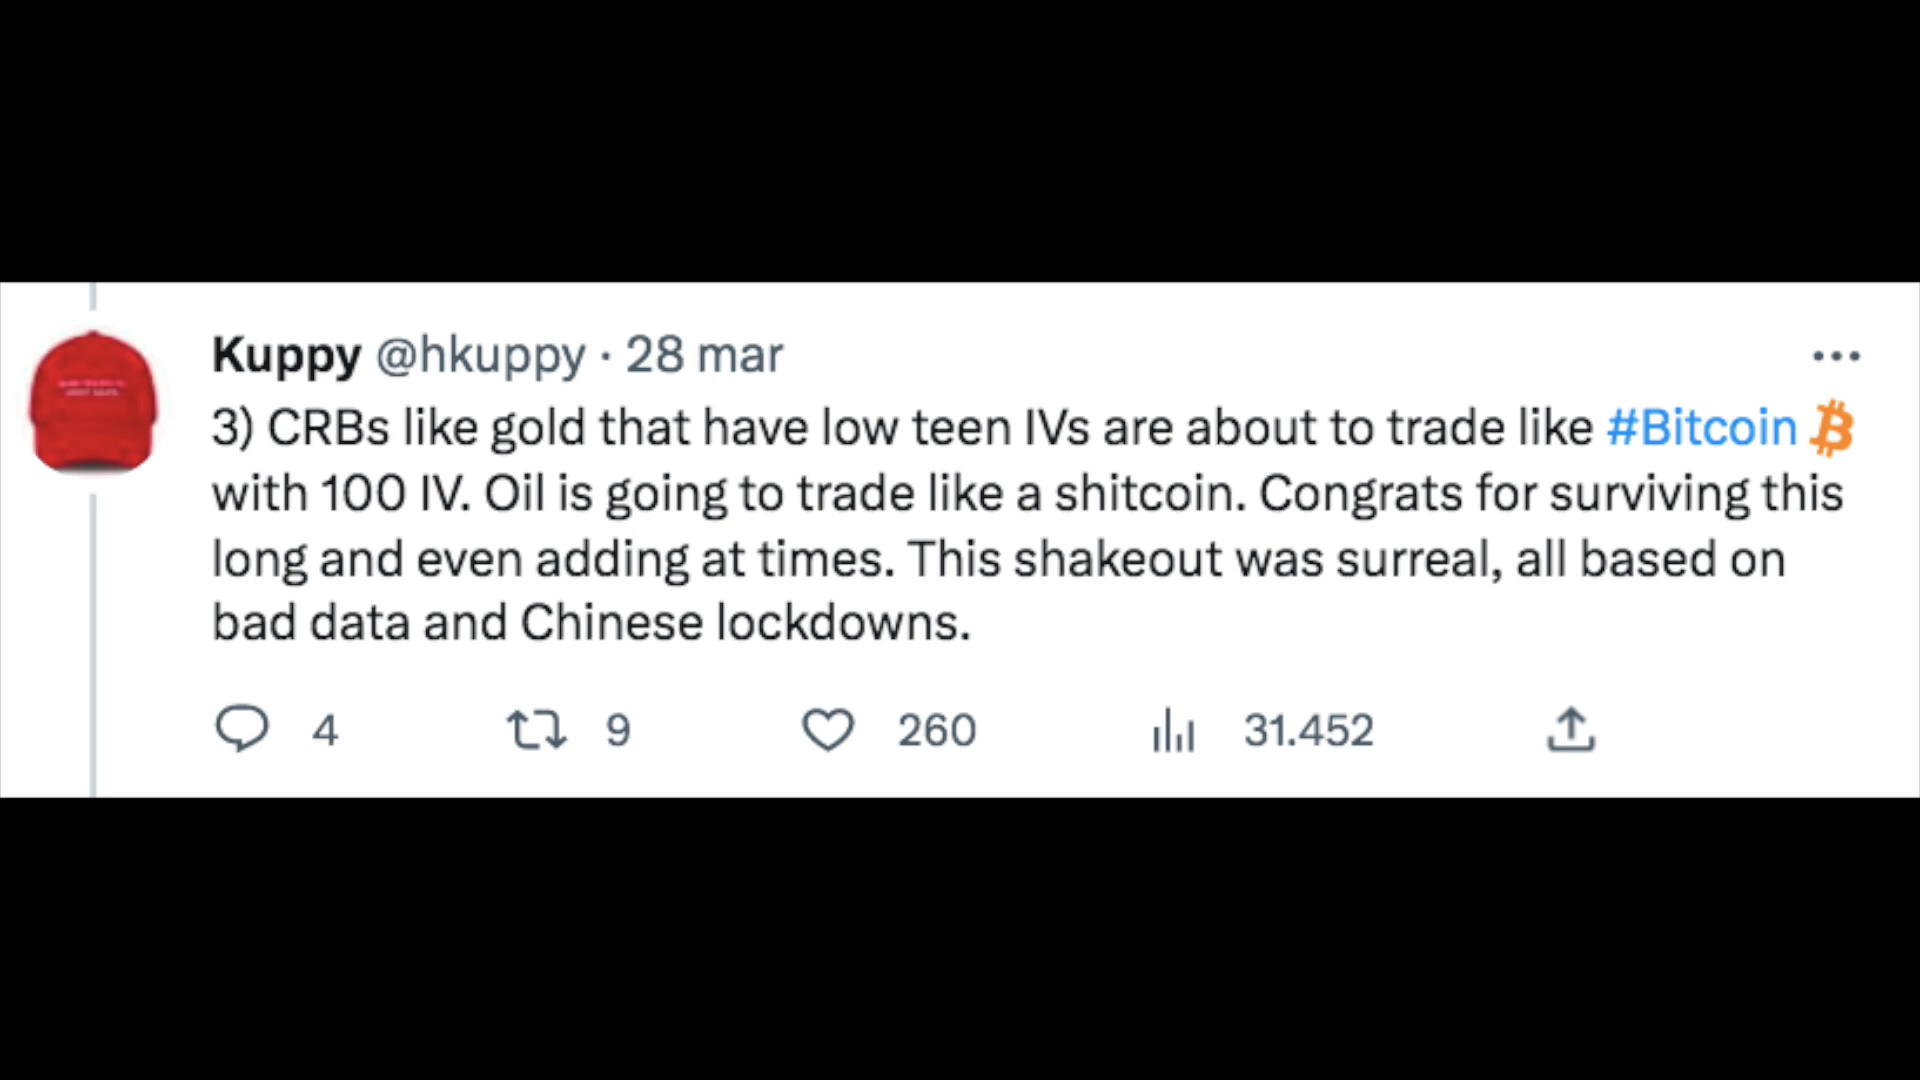 Kuppy @hkuppy · 28 mar
3) CRBs like gold that have low teen IVs are about to trade like #Bitcoin
with 100 IV. Oil is going to trade like a shitcoin. Congrats for surviving this
long and even adding at times. This shakeout was surreal, all based on
bad data and Chinese lockdowns.
4 9 260 31.452